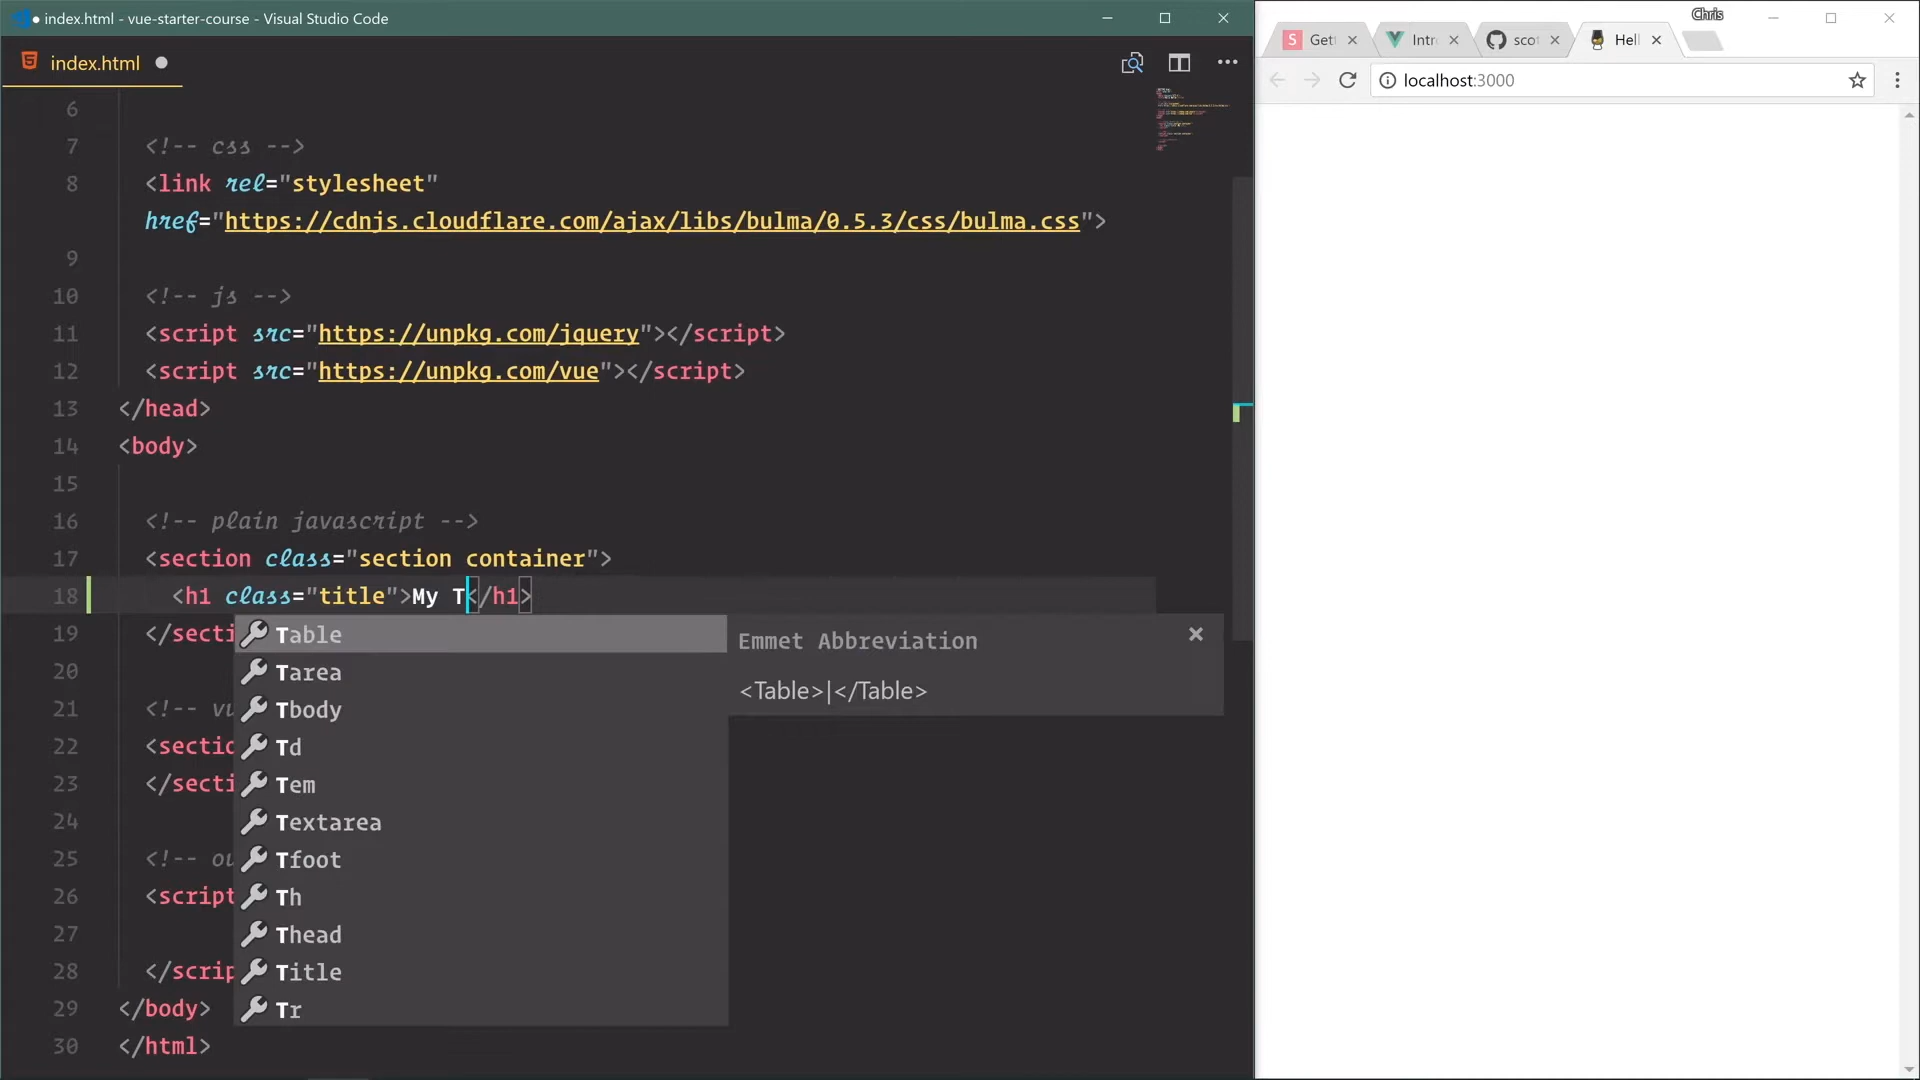 index.html - vue-starter-course - Visual Studio Code
index.html
6
7 <!-- css -->
8 <link rel="stylesheet"
href="https://cdnjs.cloudflare.com/ajax/libs/bulma/0.5.3/css/bulma.css">
9
10 <!-- js -->
11 <script src="https://unpkg.com/jquery"></script>
12 <script src="https://unpkg.com/vue"></script>
13 </head>
14 <body>
15
16 <!-- plain javascript -->
17 <section class="section container">
18 <h1 class="title">My T</h1>
19 </secti
20
21 <!-- vu
22 <sectio
23 </secti
24
25 <!-- ou
26 <script
27
28 </scrip
29 </body>
30 </html>
Table
Tarea
Tbody
Td
Tem
Textarea
Tfoot
Th
Thead
Title
Tr
Emmet Abbreviation
<Table>|</Table>
Chris
S Gett
Intr
scot
Hell
localhost:3000